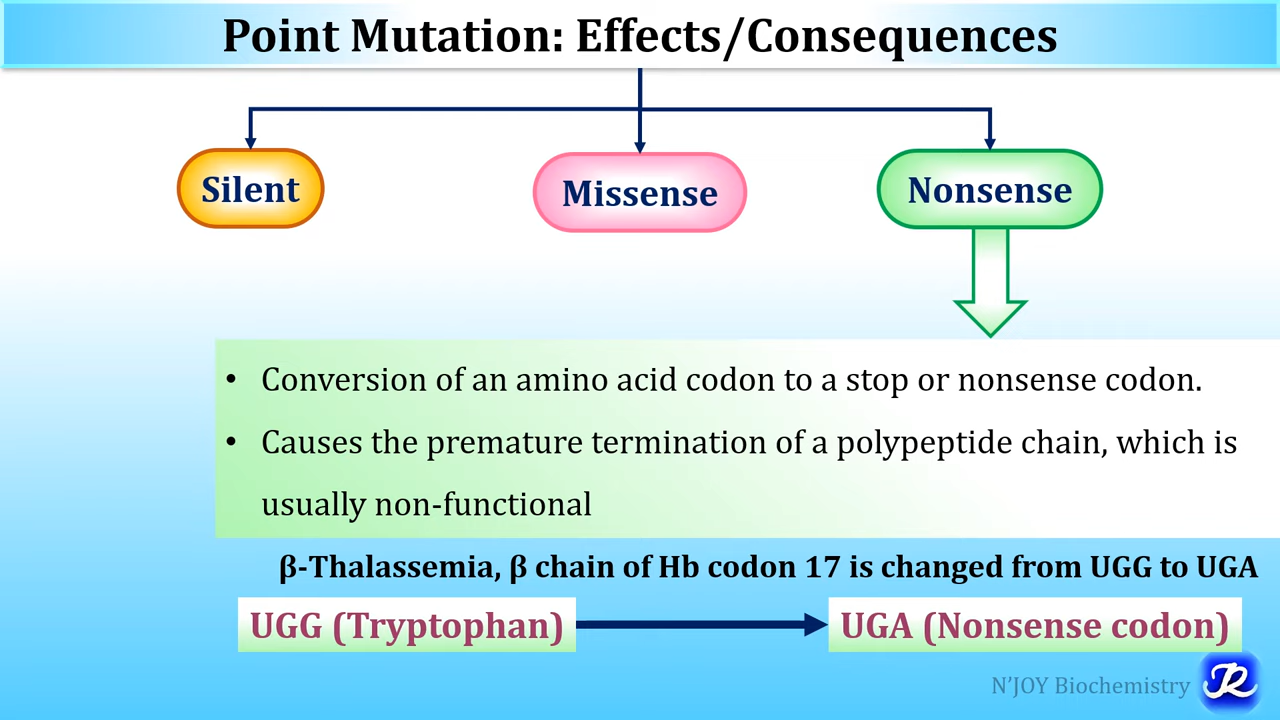 Point Mutation: Effects/Consequences
Silent
Missense
Nonsense
• Conversion of an amino acid codon to a stop or nonsense codon.
• Causes the premature termination of a polypeptide chain, which is
usually non-functional
β-Thalassemia, β chain of Hb codon 17 is changed from UGG to UGA
UGG (Tryptophan)
UGA (Nonsense codon)
N’JOY Biochemistry